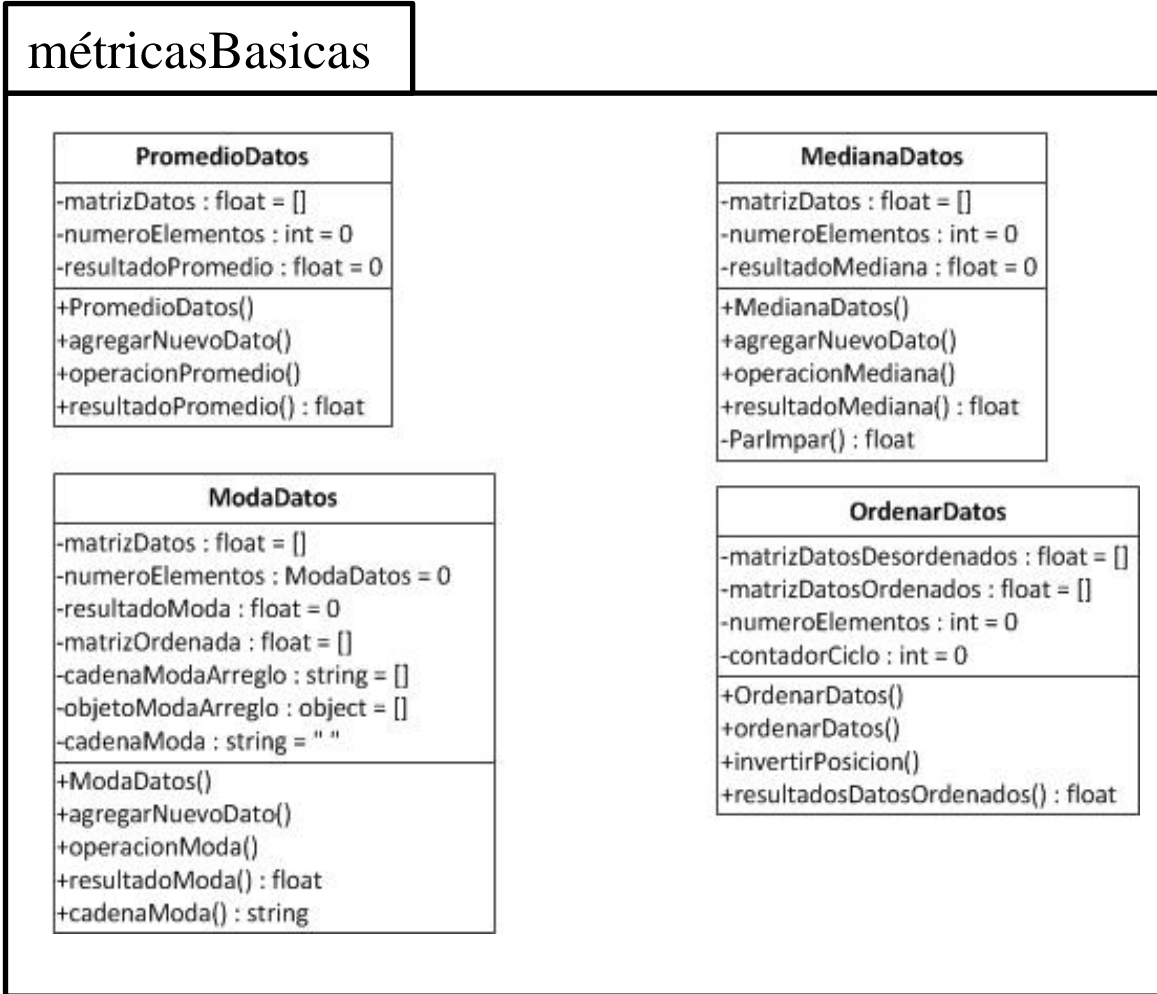 métricasBasicas
PromedioDatos
-matrizDatos : float = []
-numeroElementos : int = 0
-resultadoPromedio : float = 0
+PromedioDatos()
+agregarNuevoDato()
+operacionPromedio()
+resultadoPromedio() : float
MedianaDatos
-matrizDatos : float = []
-numeroElementos : int = 0
-resultadoMediana : float = 0
+MedianaDatos()
+agregarNuevoDato()
+operacionMediana()
+resultadoMediana() : float
-ParImpar() : float
ModaDatos
-matrizDatos : float = []
-numeroElementos : ModaDatos = 0
-resultadoModa : float = 0
-matrizOrdenada : float = []
-cadenaModaArreglo : string = []
-objetoModaArreglo : object = []
-cadenaModa : string = " "
+ModaDatos()
+agregarNuevoDato()
+operacionModa()
+resultadoModa() : float
+cadenaModa() : string
OrdenarDatos
-matrizDatosDesordenados : float = []
-matrizDatosOrdenados : float = []
-numeroElementos : int = 0
-contadorCiclo : int = 0
+OrdenarDatos()
+ordenarDatos()
+invertirPosicion()
+resultadosDatosOrdenados() : float